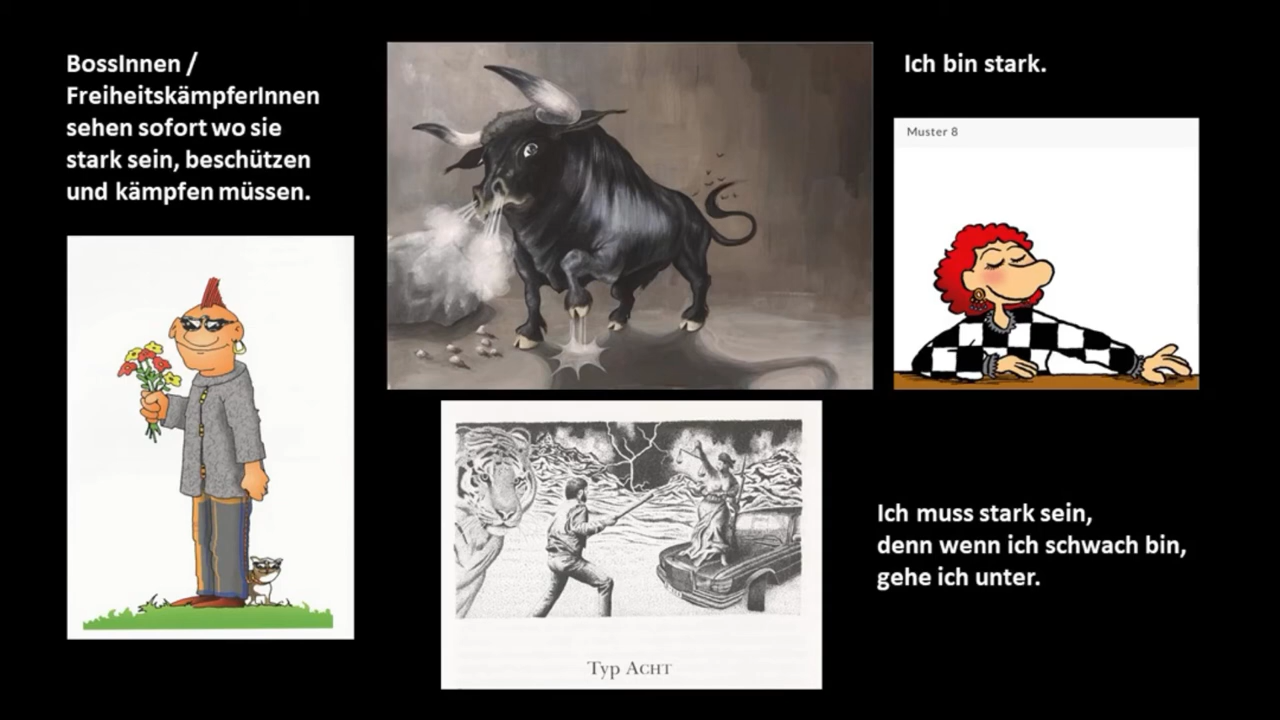 BossInnen /
FreiheitskämpferInnen
sehen sofort wo sie
stark sein, beschützen
und kämpfen müssen.
Ich bin stark.
Muster 8
Typ ACHT
Ich muss stark sein,
denn wenn ich schwach bin,
gehe ich unter.